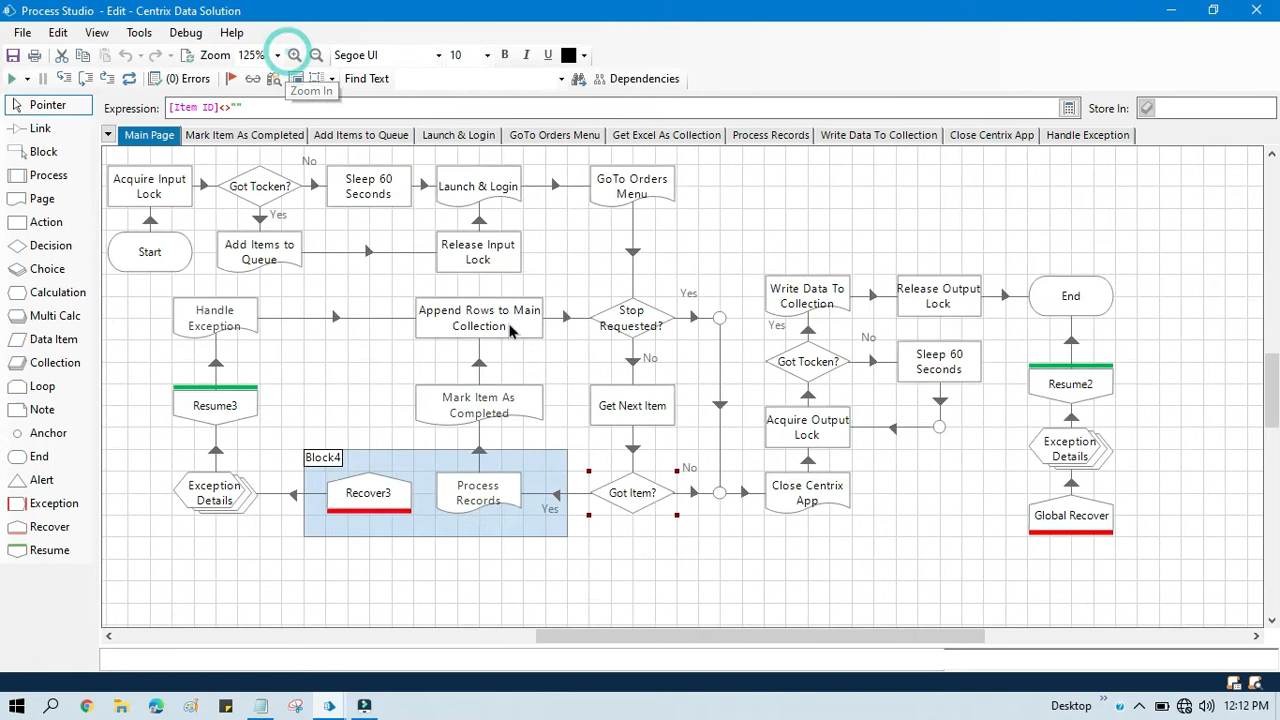 Process Studio - Edit - Centrix Data Solution
File Edit View Tools Debug Help
Zoom 125% Segoe UI 10 B I U
(0) Errors Find Text Dependencies
Zoom In
Pointer
Expression: [Item ID]<>"" Store In:
Main Page Mark Item As Completed Add Items to Queue Launch & Login GoTo Orders Menu Get Excel As Collection Process Records Write Data To Collection Close Centrix App Handle Exception
Link
Block
Process
Page
Action
Decision
Choice
Calculation
Multi Calc
Data Item
Collection
Loop
Note
Anchor
End
Alert
Exception
Recover
Resume
Acquire Input
Lock
Got Tocken?
No
Yes
Sleep 60
Seconds
Launch & Login
GoTo Orders
Menu
Start
Add Items to
Queue
Release Input
Lock
Handle
Exception
Append Rows to Main
Collection
Stop
Requested?
Yes
No
Write Data To
Collection
Release Output
Lock
End
Yes
Got Tocken?
No
Sleep 60
Seconds
Resume3
Mark Item As
Completed
Get Next Item
Acquire Output
Lock
Resume2
Exception
Details
Block4
Recover3
Process
Records
Yes
Got Item?
No
Close Centrix
App
Exception
Details
Global Recover
Desktop
12:12 PM